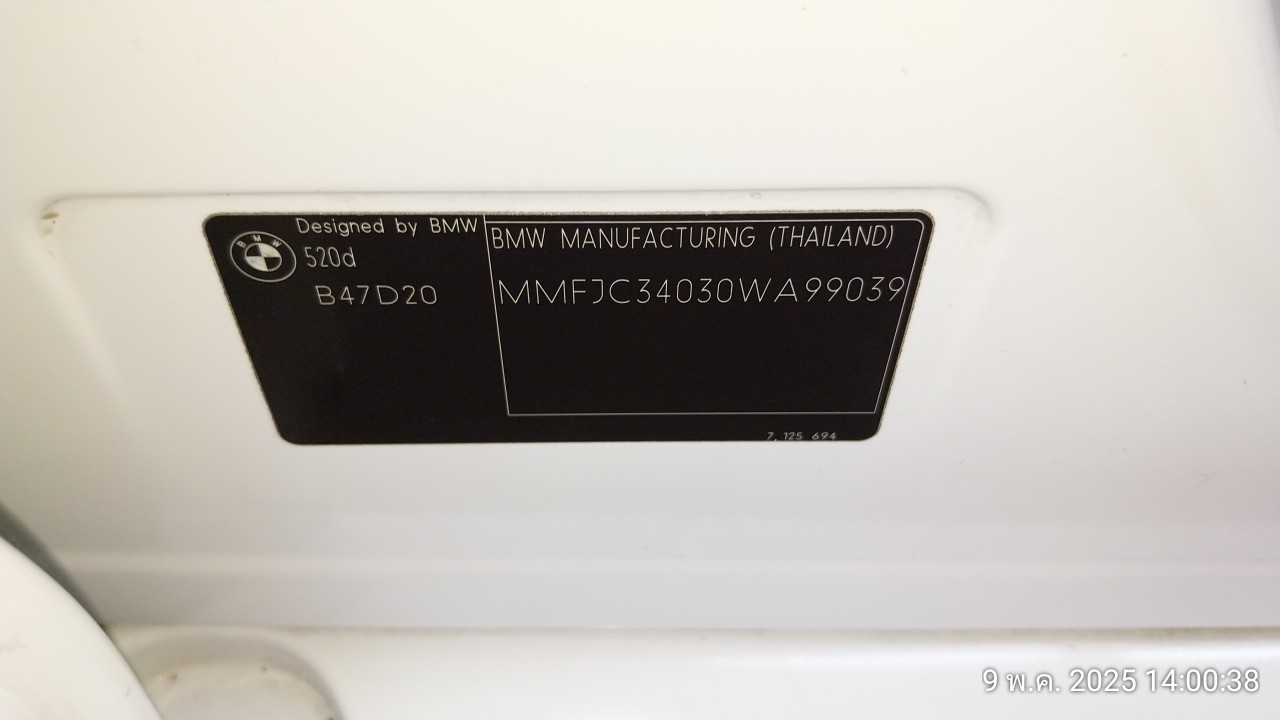 BMW
Designed by BMW
520d
B47D20
BMW MANUFACTURING (THAILAND)
MMFJC34030WA99039
7, 125 694
9 พ.ค. 2025 14:00:38